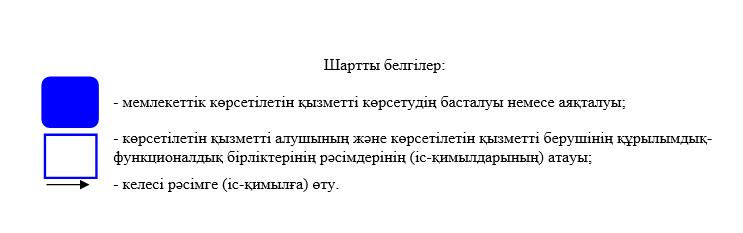 Шартты белгілер:
- мемлекеттік көрсетілетін қызметті көрсетудің басталуы немесе аяқталуы;
- көрсетілетін қызметті алушының және көрсетілетін қызметті берушінің құрылымдық-
функционалдық бірліктерінің рәсімдерінің (іс-қимылдарының) атауы;
- келесі рәсімге (іс-қимылға) өту.